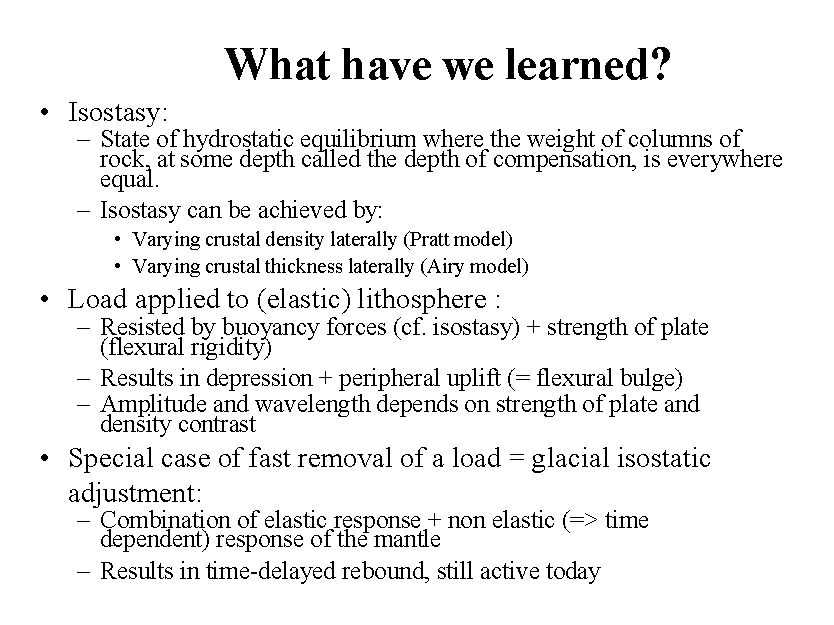 What have we learned?
• Isostasy:
– State of hydrostatic equilibrium where the weight of columns of
rock, at some depth called the depth of compensation, is everywhere
equal.
– Isostasy can be achieved by:
• Varying crustal density laterally (Pratt model)
• Varying crustal thickness laterally (Airy model)
• Load applied to (elastic) lithosphere :
– Resisted by buoyancy forces (cf. isostasy) + strength of plate
(flexural rigidity)
– Results in depression + peripheral uplift (= flexural bulge)
– Amplitude and wavelength depends on strength of plate and
density contrast
• Special case of fast removal of a load = glacial isostatic
adjustment:
– Combination of elastic response + non elastic (=> time
dependent) response of the mantle
– Results in time-delayed rebound, still active today